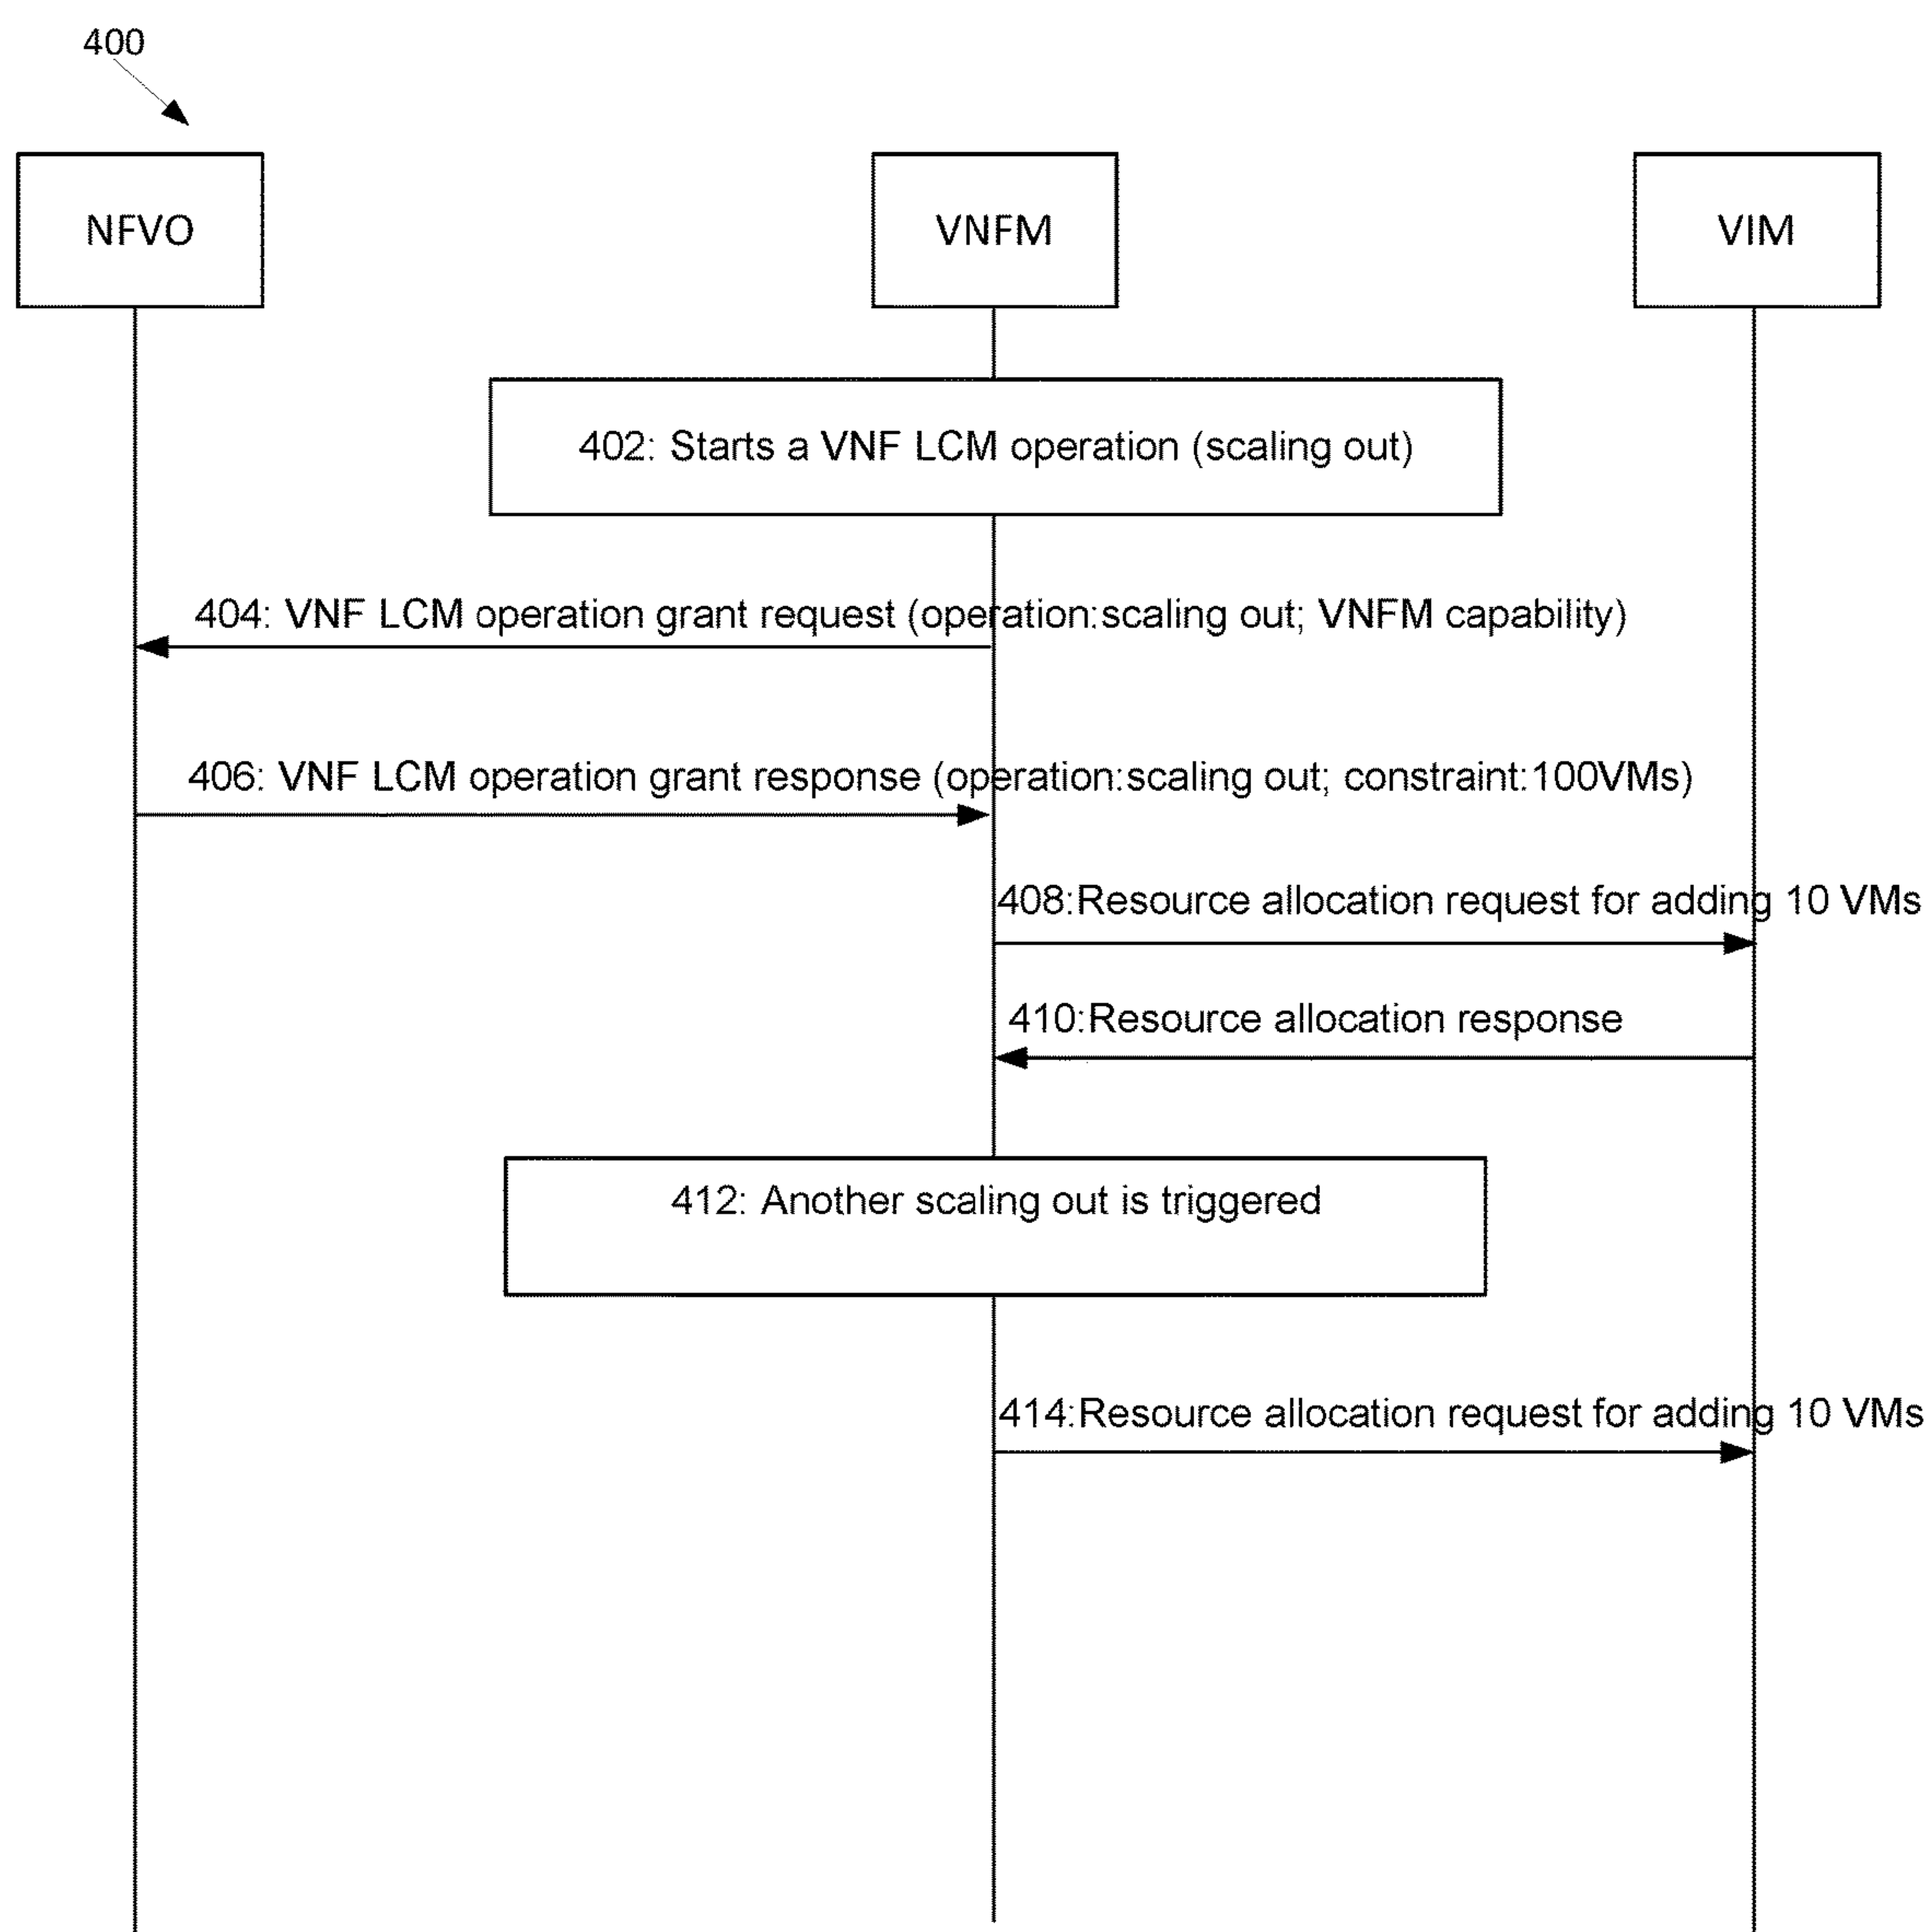 400
NFVO
VNFM
VIM
402: Starts a VNF LCM operation (scaling out)
404: VNF LCM operation grant request (operation:scaling out; VNFM capability)
406: VNF LCM operation grant response (operation:scaling out; constraint:100VMs)
408:Resource allocation request for adding 10 VMs
410:Resource allocation response
412: Another scaling out is triggered
414:Resource allocation request for adding 10 VMs